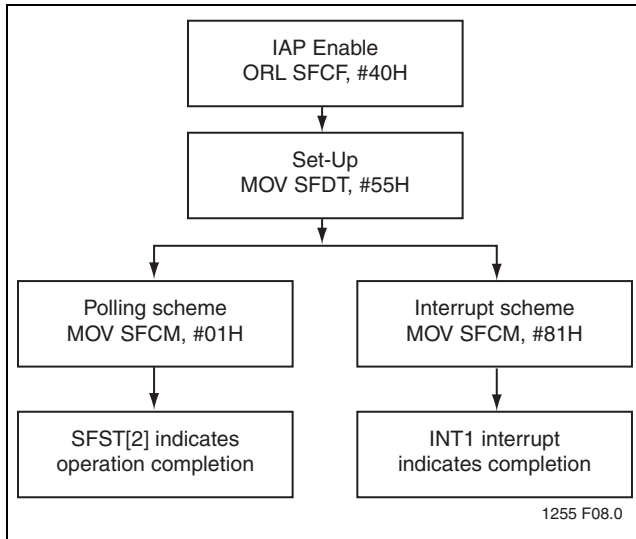 IAP Enable
ORL SFCF, #40H
Set-Up
MOV SFDT, #55H
Polling scheme
MOV SFCM, #01H
Interrupt scheme
MOV SFCM, #81H
SFST[2] indicates
operation completion
INT1 interrupt
indicates completion
1255 F08.0